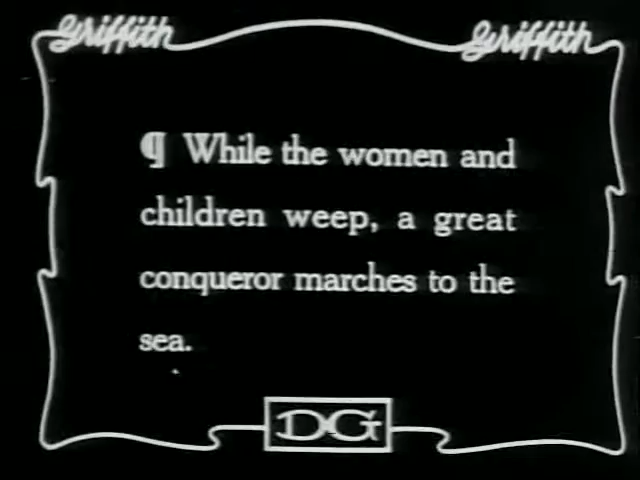 Griffith Griffith
¶ While the women and
children weep, a great
conqueror marches to the
sea.
DG